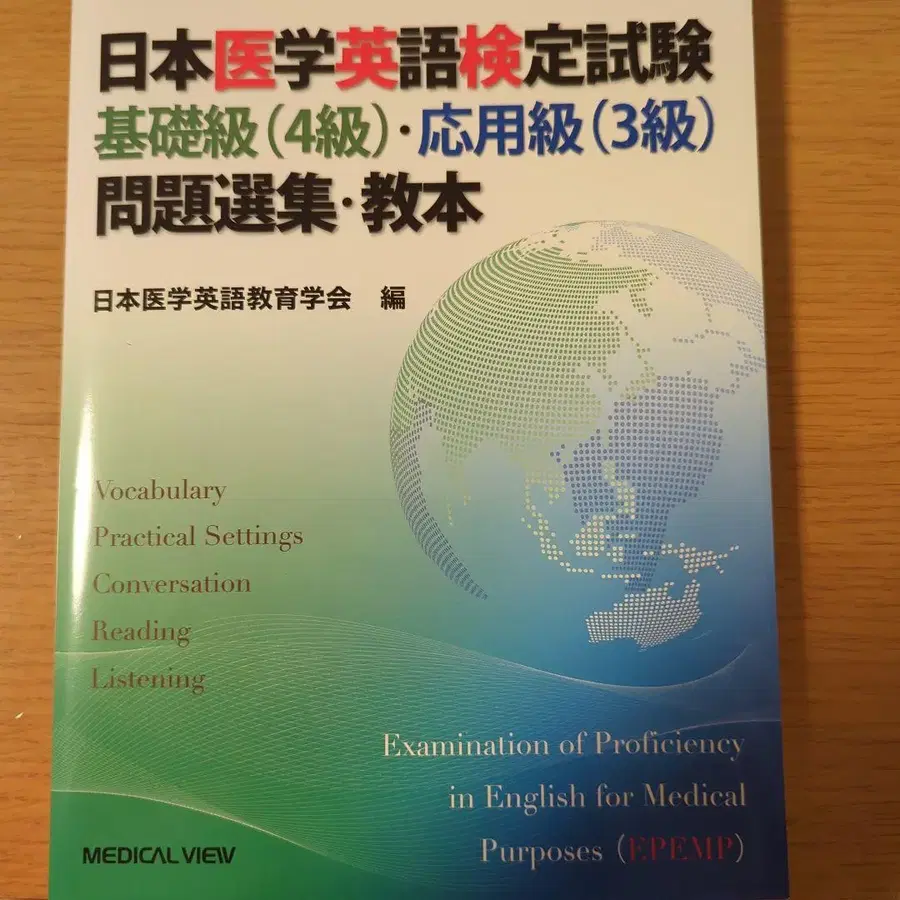 日本医学英語検定試験
基礎級(4級)・応用級(3級)
問題選集・教本
日本医学英語教育学会 編
Vocabulary
Practical Settings
Conversation
Reading
Listening
Examination of Proficiency
in English for Medical
Purposes (EPEMP)
MEDICAL VIEW